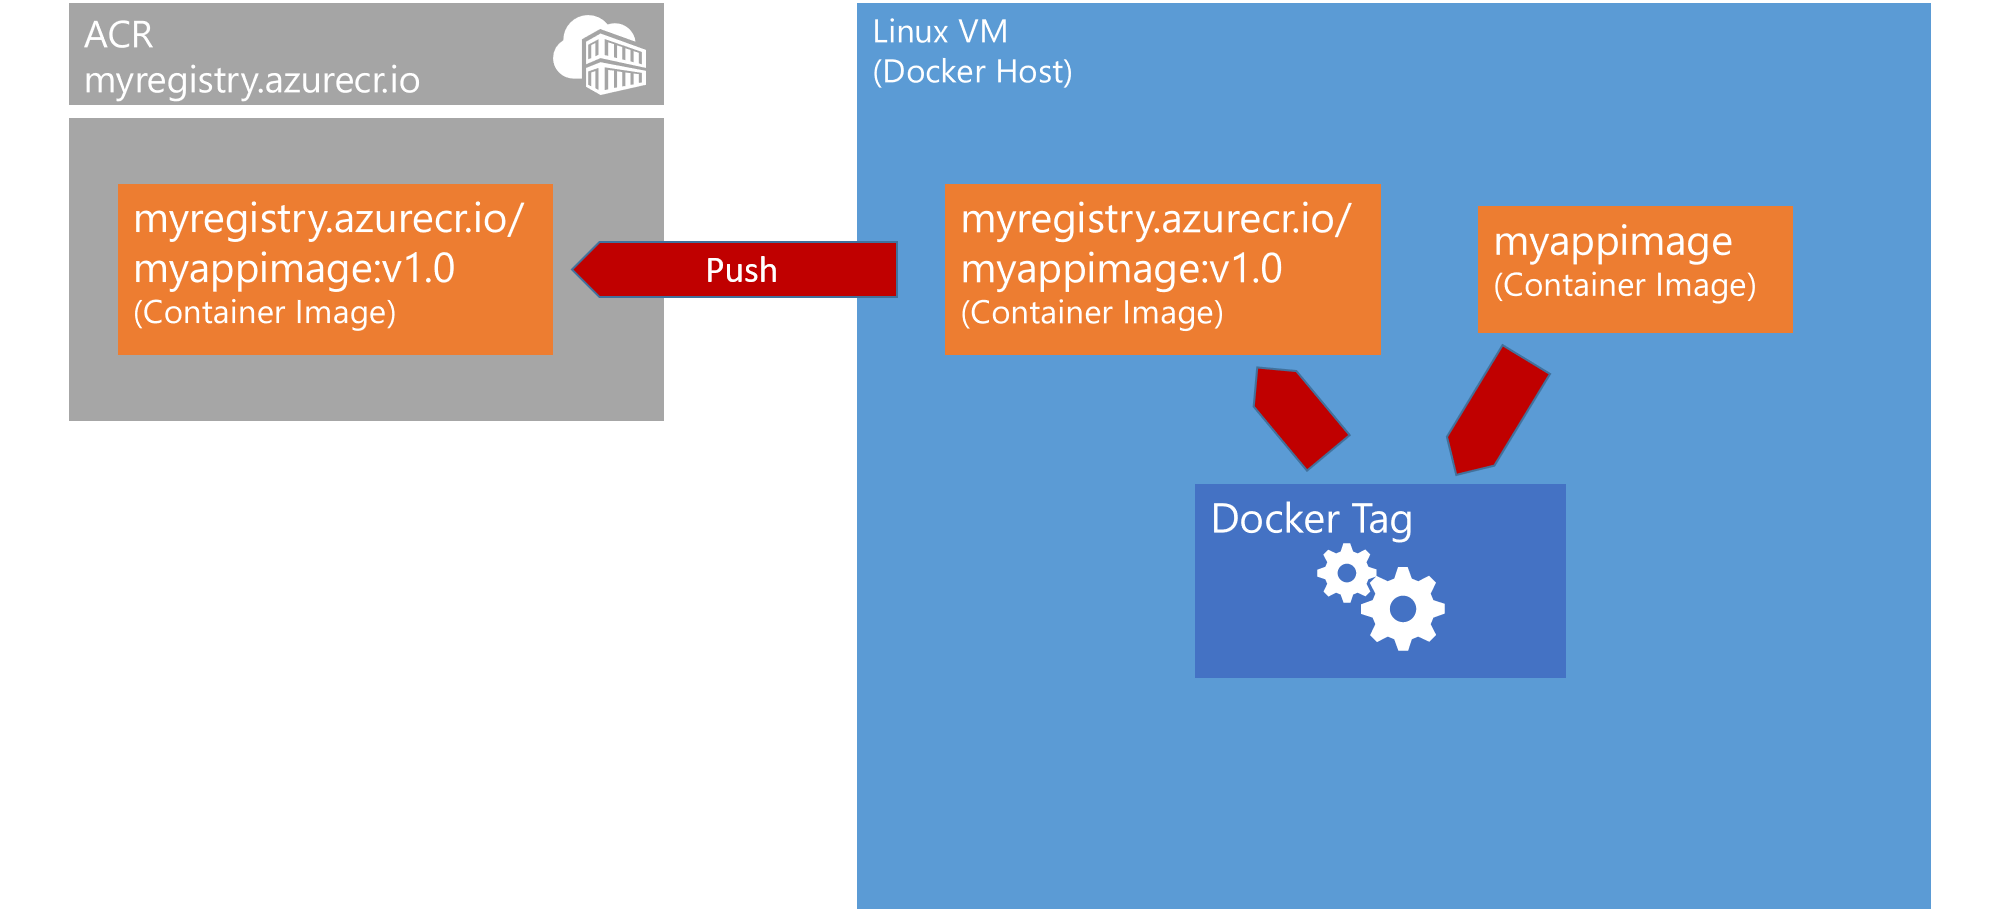 ACR
myregistry.azurecr.io
myregistry.azurecr.io/
myappimage:v1.0
(Container Image)
Push
Linux VM
(Docker Host)
myregistry.azurecr.io/
myappimage:v1.0
(Container Image)
myappimage
(Container Image)
Docker Tag